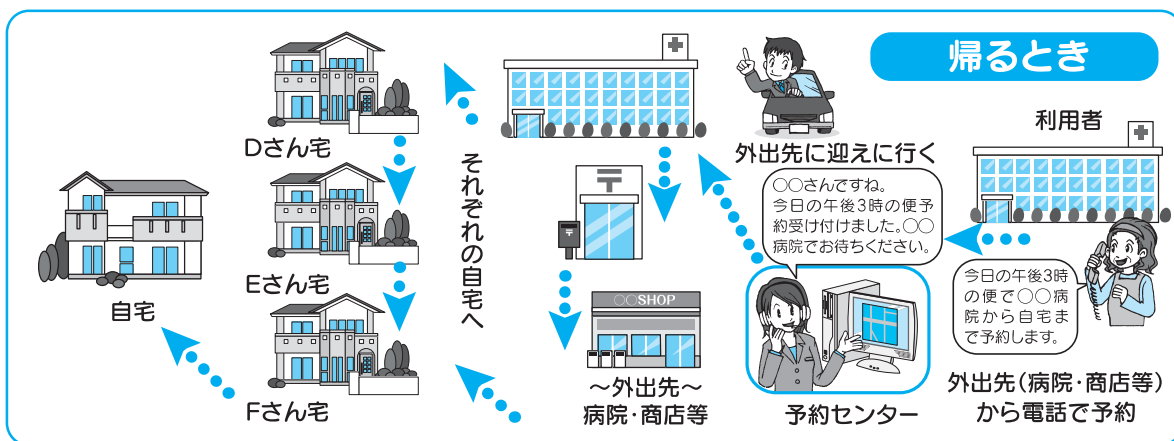 帰るとき
利用者
今日の午後3時
の便で〇〇病
院から自宅ま
で予約します。
外出先(病院・商店等)
から電話で予約
〇〇さんですね。
今日の午後3時の便予
約受け付けました。〇〇
病院でお待ちください。
予約センター
外出先に迎えに行く
〒
〒
〇〇SHOP
~外出先~
病院・商店等
それぞれの自宅へ
Dさん宅
Eさん宅
Fさん宅
自宅